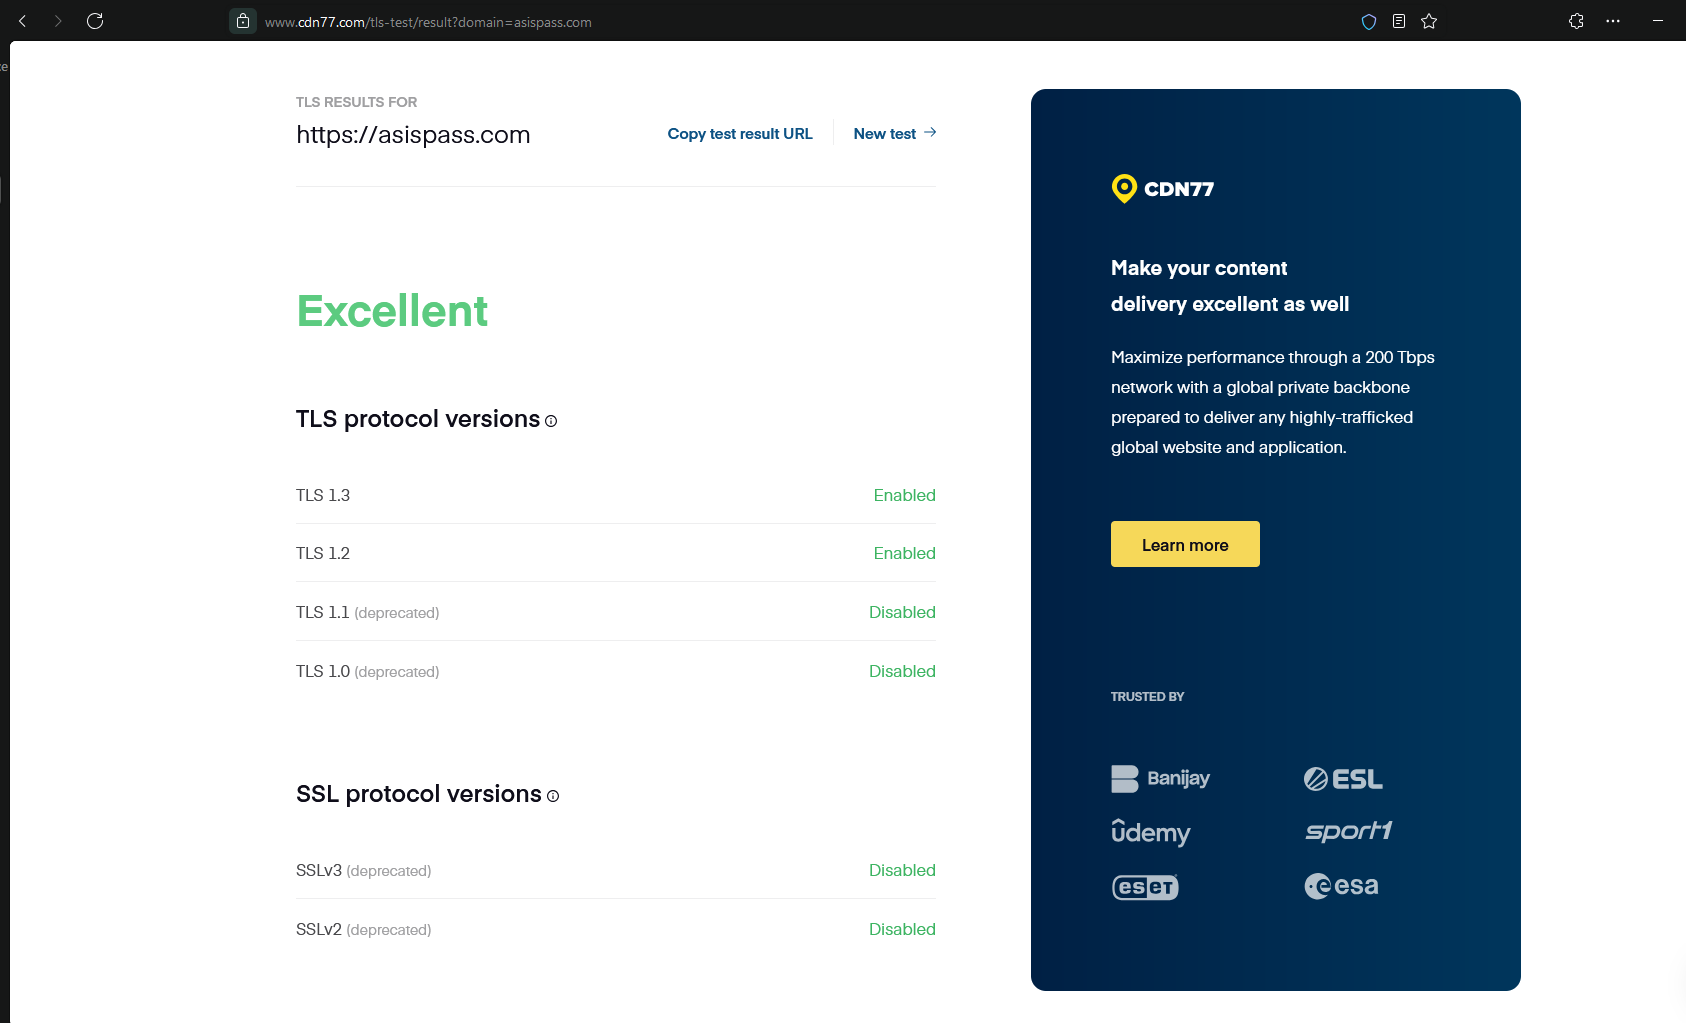 www.cdn77.com/tls-test/result?domain=asispass.com
ce
TLS RESULTS FOR
https://asispass.com
Copy test result URL
New test →
Excellent
TLS protocol versions
TLS 1.3 Enabled
TLS 1.2 Enabled
TLS 1.1 (deprecated) Disabled
TLS 1.0 (deprecated) Disabled
SSL protocol versions
SSLv3 (deprecated) Disabled
SSLv2 (deprecated) Disabled
CDN77
Make your content
delivery excellent as well
Maximize performance through a 200 Tbps
network with a global private backbone
prepared to deliver any highly-trafficked
global website and application.
Learn more
TRUSTED BY
Banijay
ESL
ûdemy
sport1
eseT
esa